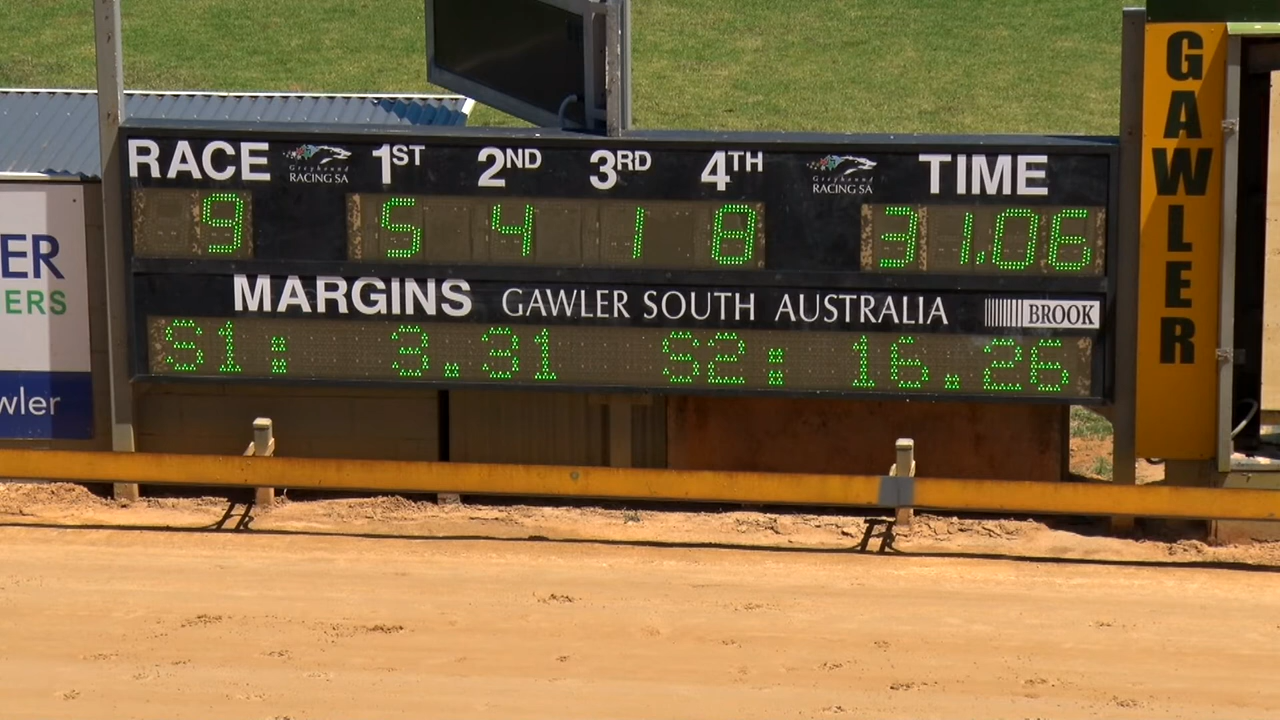 RACE Greyhound RACING SA 1ST 2ND 3RD 4TH Greyhound RACING SA TIME
9 5 4 1 8 31.06
MARGINS GAWLER SOUTH AUSTRALIA BROOK
S1: 3.31 S2: 16.26
GAWLER
ER
ERS
wler